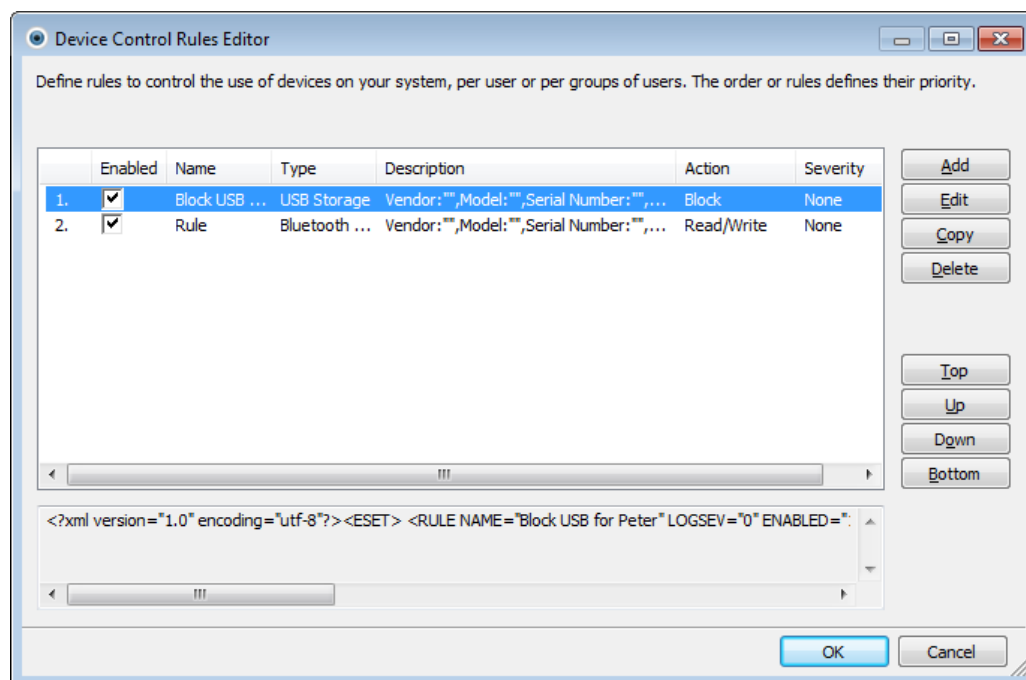 Device Control Rules Editor
Define rules to control the use of devices on your system, per user or per groups of users. The order or rules defines their priority.
Enabled Name Type Description Action Severity
1. Block USB ... USB Storage Vendor:"",Model:"",Serial Number:"",... Block None
2. Rule Bluetooth ... Vendor:"",Model:"",Serial Number:"",... Read/Write None
Add
Edit
Copy
Delete
Top
Up
Down
Bottom
<?xml version="1.0" encoding="utf-8"?><ESET> <RULE NAME="Block USB for Peter" LOGSEV="0" ENABLED="
OK Cancel